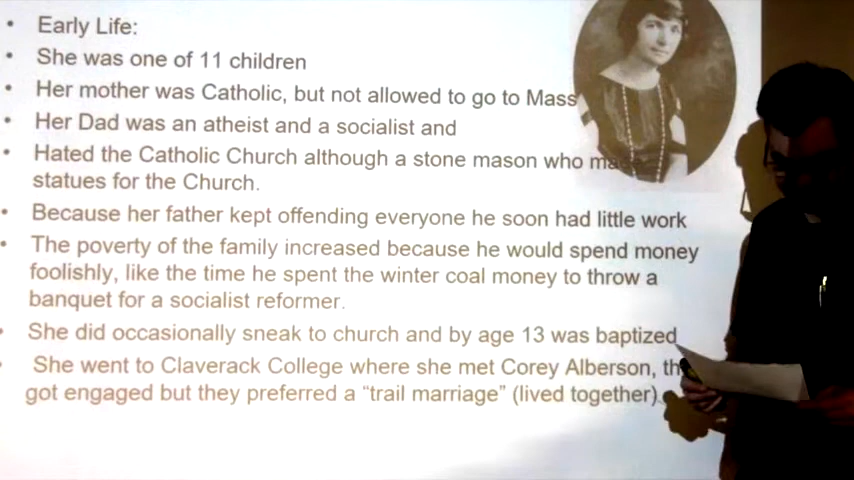 • Early Life:
• She was one of 11 children
• Her mother was Catholic, but not allowed to go to Mass
• Her Dad was an atheist and a socialist and
• Hated the Catholic Church although a stone mason who made
statues for the Church.
• Because her father kept offending everyone he soon had little work
• The poverty of the family increased because he would spend money
foolishly, like the time he spent the winter coal money to throw a
banquet for a socialist reformer.
• She did occasionally sneak to church and by age 13 was baptized
• She went to Claverack College where she met Corey Alberson, th
got engaged but they preferred a “trail marriage” (lived together).